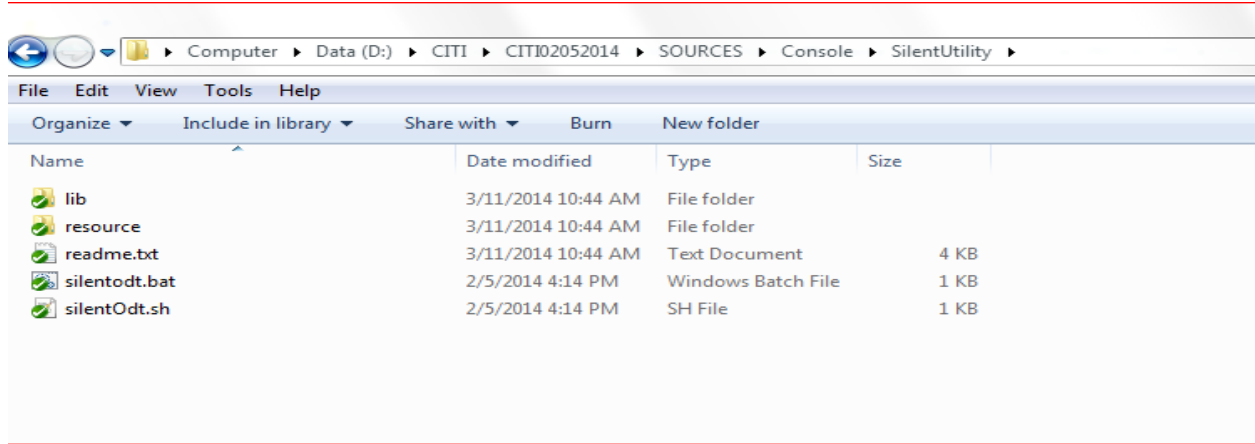 Computer Data (D:) CITI CITI02052014 SOURCES Console SilentUtility
File Edit View Tools Help
Organize Include in library Share with Burn New folder
Name Date modified Type Size
lib 3/11/2014 10:44 AM File folder
resource 3/11/2014 10:44 AM File folder
readme.txt 3/11/2014 10:44 AM Text Document 4 KB
silentodt.bat 2/5/2014 4:14 PM Windows Batch File 1 KB
silentOdt.sh 2/5/2014 4:14 PM SH File 1 KB